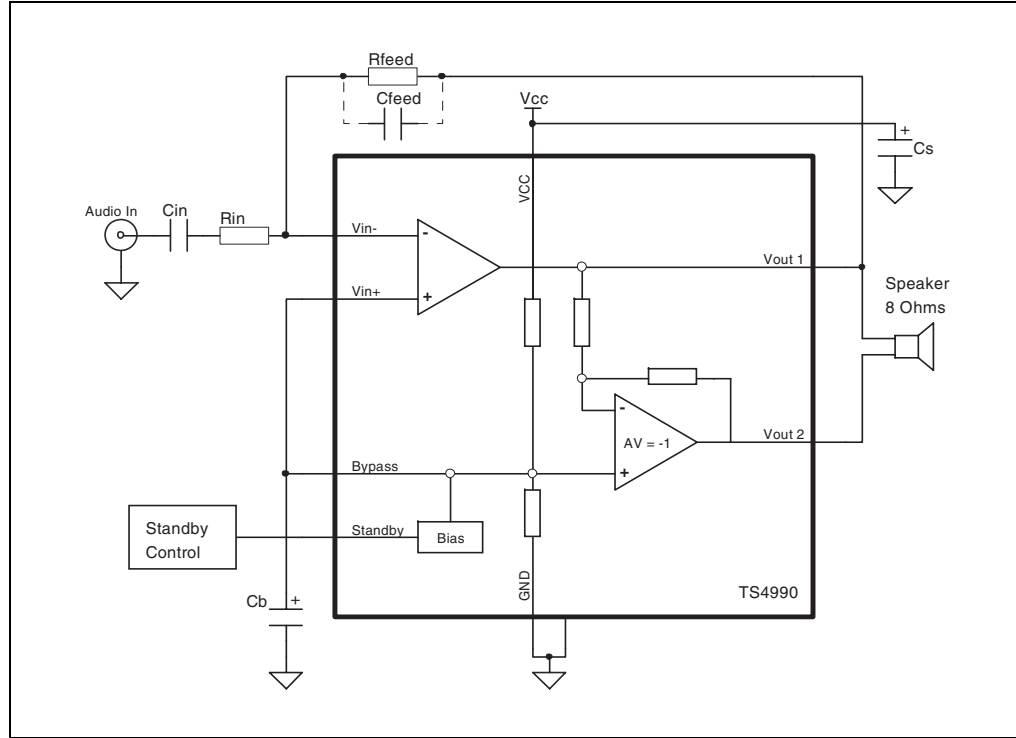 Rfeed
Cfeed
Vcc
+
Cs
VCC
Audio In
Cin
Rin
Vin-
-
Vout 1
Vin+
+
Speaker
8 Ohms
-
AV = -1
Vout 2
+
Bypass
Standby
Control
Standby
Bias
GND
TS4990
Cb
+